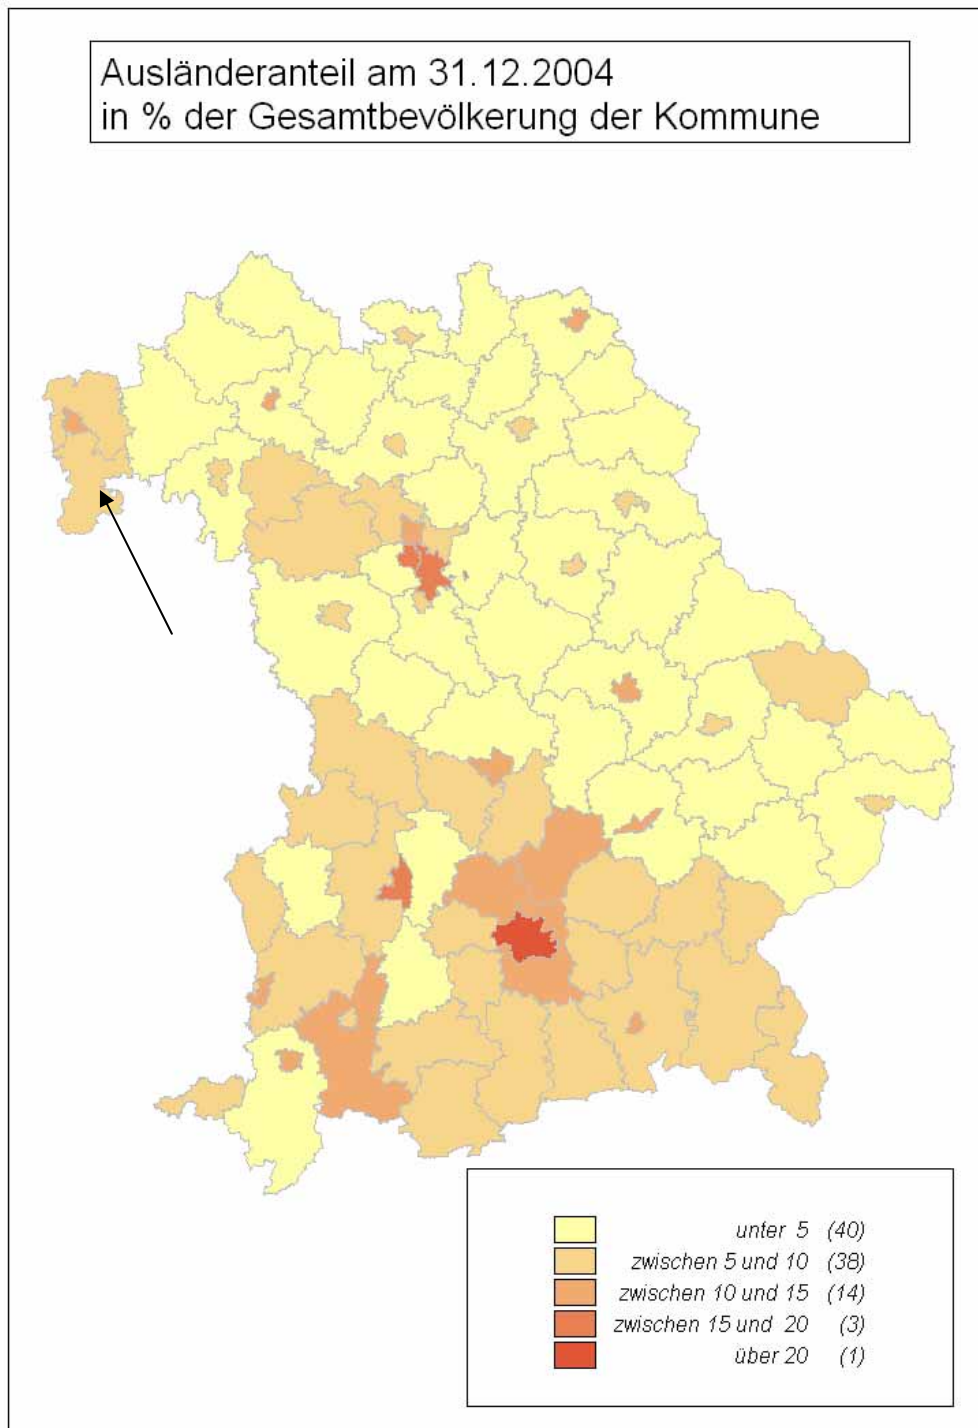 Ausländeranteil am 31.12.2004
in % der Gesamtbevölkerung der Kommune
unter 5 (40)
zwischen 5 und 10 (38)
zwischen 10 und 15 (14)
zwischen 15 und 20 (3)
über 20 (1)